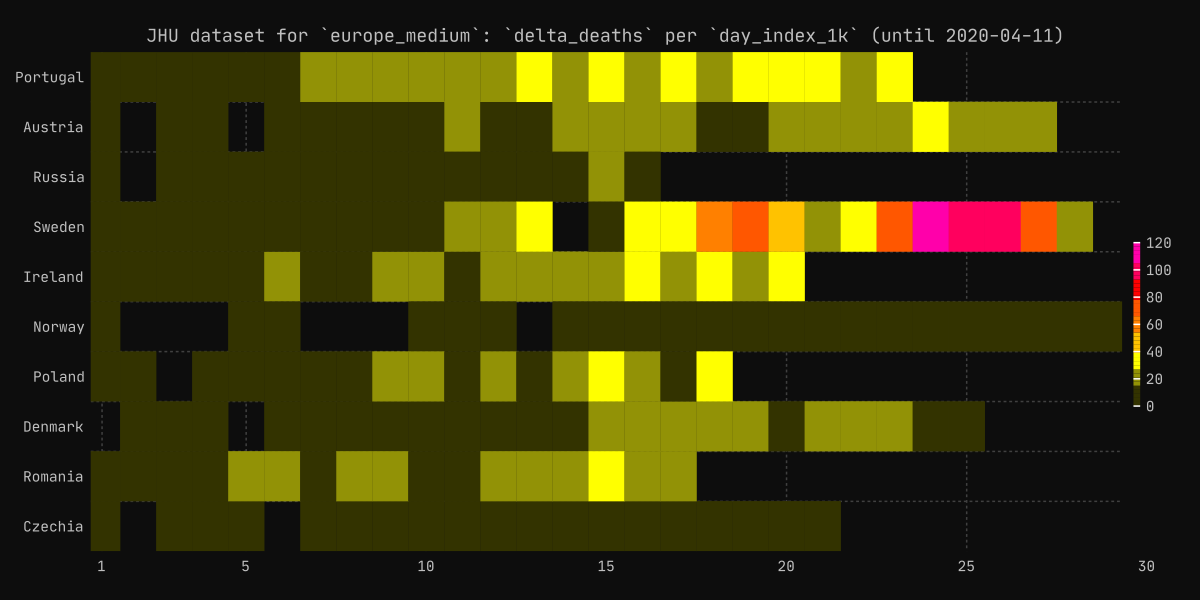 JHU dataset for `europe_medium`: `delta_deaths` per `day_index_1k` (until 2020-04-11)
Portugal
Austria
Russia
Sweden
Ireland
Norway
Poland
Denmark
Romania
Czechia
120
100
80
60
40
20
0
1 5 10 15 20 25 30